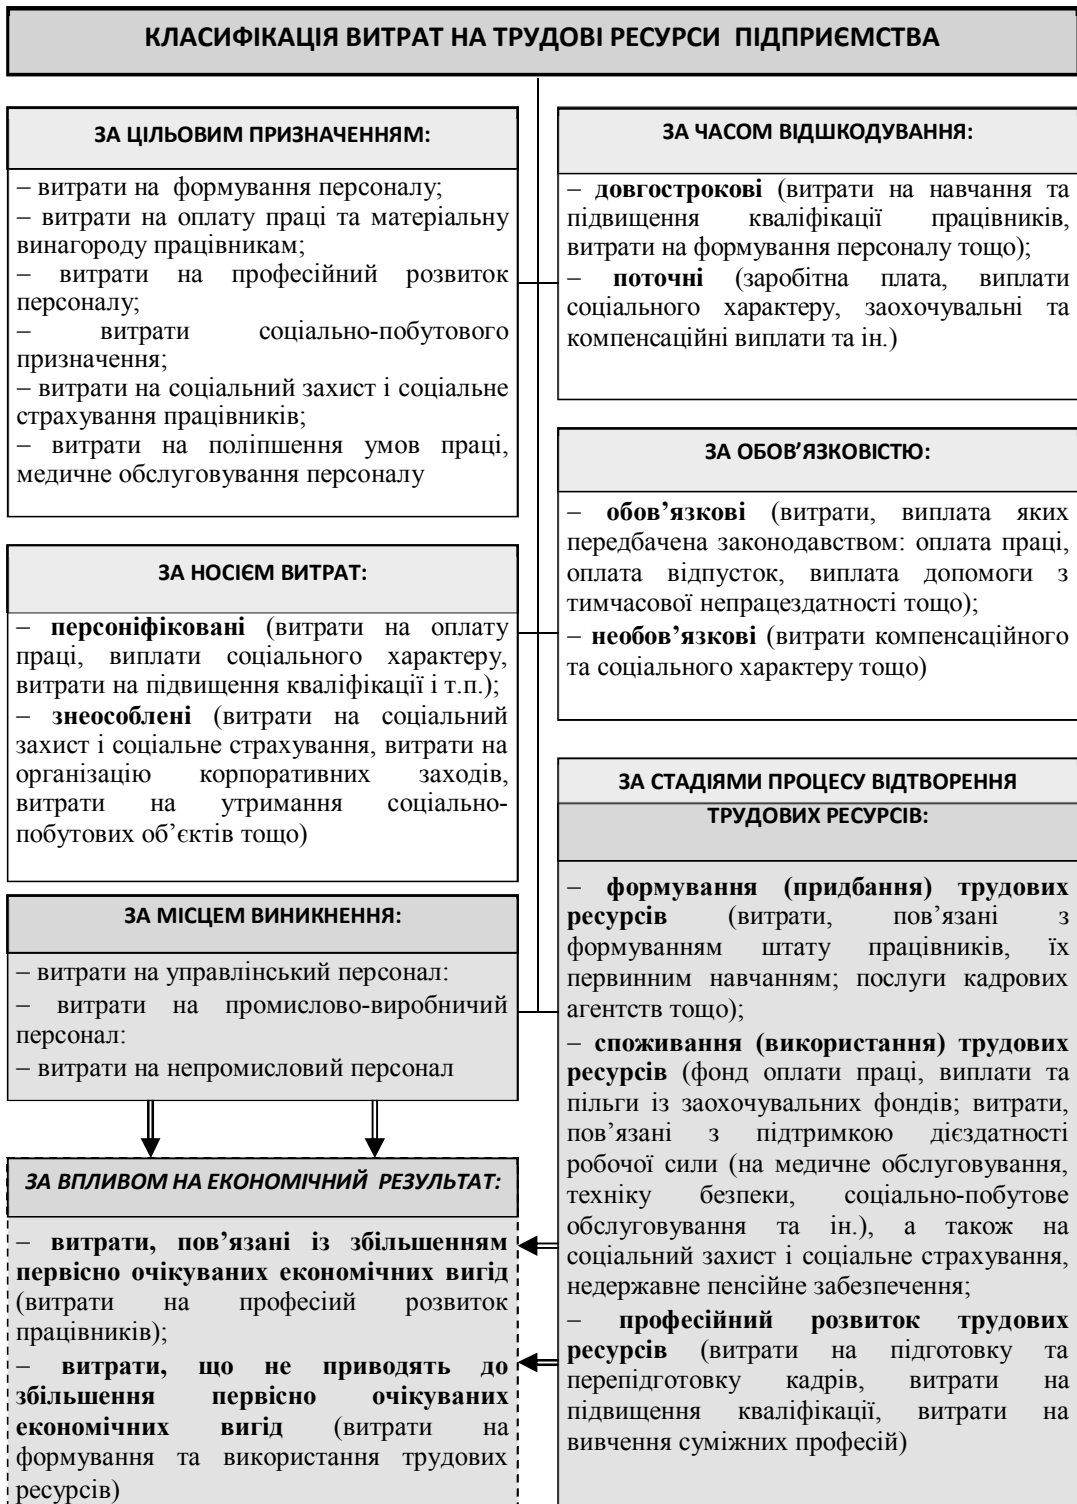 КЛАСИФІКАЦІЯ ВИТРАТ НА ТРУДОВІ РЕСУРСИ ПІДПРИЄМСТВА
ЗА ЦІЛЬОВИМ ПРИЗНАЧЕННЯМ:
– витрати на формування персоналу;
– витрати на оплату праці та матеріальну
винагороду працівникам;
– витрати на професійний розвиток
персоналу;
– витрати соціально-побутового
призначення;
– витрати на соціальний захист і соціальне
страхування працівників;
– витрати на поліпшення умов праці,
медичне обслуговування персоналу
ЗА НОСІЄМ ВИТРАТ:
– персоніфіковані (витрати на оплату
праці, виплати соціального характеру,
витрати на підвищення кваліфікації і т.п.);
– знеособлені (витрати на соціальний
захист і соціальне страхування, витрати на
організацію корпоративних заходів,
витрати на утримання соціально-
побутових об’єктів тощо)
ЗА МІСЦЕМ ВИНИКНЕННЯ:
– витрати на управлінський персонал:
– витрати на промислово-виробничий
персонал:
– витрати на непромисловий персонал
ЗА ВПЛИВОМ НА ЕКОНОМІЧНИЙ РЕЗУЛЬТАТ:
– витрати, пов’язані із збільшенням
первісно очікуваних економічних вигід
(витрати на професіий розвиток
працівників);
– витрати, що не приводять до
збільшення первісно очікуваних
економічних вигід (витрати на
формування та використання трудових
ресурсів)
ЗА ЧАСОМ ВІДШКОДУВАННЯ:
– довгострокові (витрати на навчання та
підвищення кваліфікації працівників,
витрати на формування персоналу тощо);
– поточні (заробітна плата, виплати
соціального характеру, заохочувальні та
компенсаційні виплати та ін.)
ЗА ОБОВ’ЯЗКОВІСТЮ:
– обов’язкові (витрати, виплата яких
передбачена законодавством: оплата праці,
оплата відпусток, виплата допомоги з
тимчасової непрацездатності тощо);
– необов’язкові (витрати компенсаційного
та соціального характеру тощо)
ЗА СТАДІЯМИ ПРОЦЕСУ ВІДТВОРЕННЯ
ТРУДОВИХ РЕСУРСІВ:
– формування (придбання) трудових
ресурсів (витрати, пов’язані з
формуванням штату працівників, їх
первинним навчанням; послуги кадрових
агентств тощо);
– споживання (використання) трудових
ресурсів (фонд оплати праці, виплати та
пільги із заохочувальних фондів; витрати,
пов’язані з підтримкою дієздатності
робочої сили (на медичне обслуговування,
техніку безпеки, соціально-побутове
обслуговування та ін.), а також на
соціальний захист і соціальне страхування,
недержавне пенсійне забезпечення;
– професійний розвиток трудових
ресурсів (витрати на підготовку та
перепідготовку кадрів, витрати на
підвищення кваліфікації, витрати на
вивчення суміжних професій)